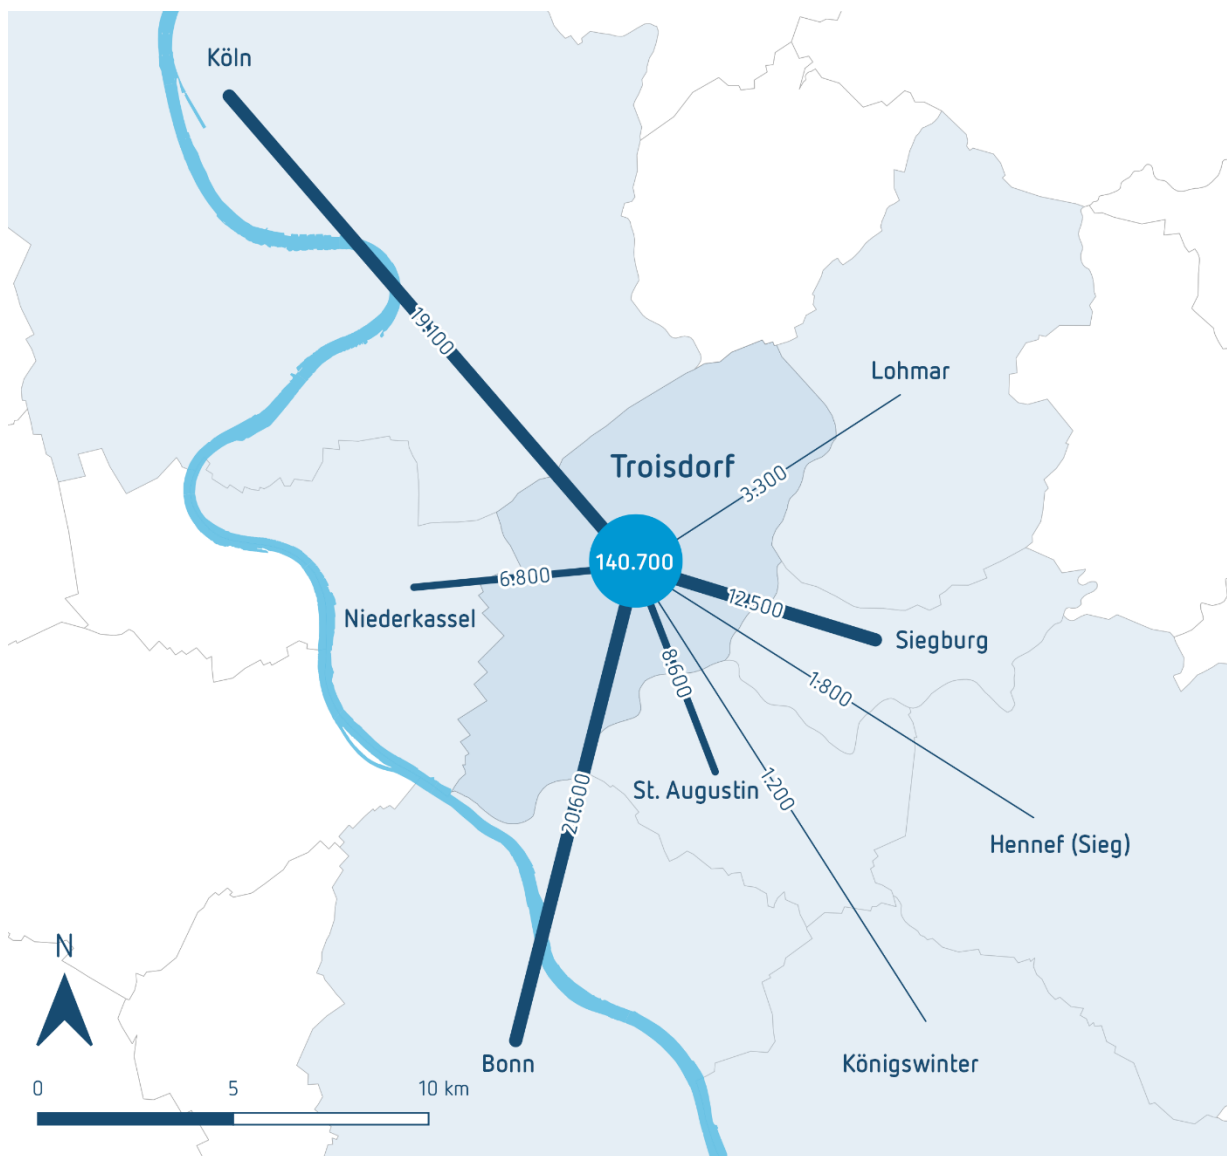 Köln
19.100
Lohmar
Troisdorf
3.300
140.700
6.800
12.500
Niederkassel
Siegburg
8.600
1.800
St. Augustin
1.200
20.600
Hennef (Sieg)
N
Bonn
Königswinter
0 5 10 km